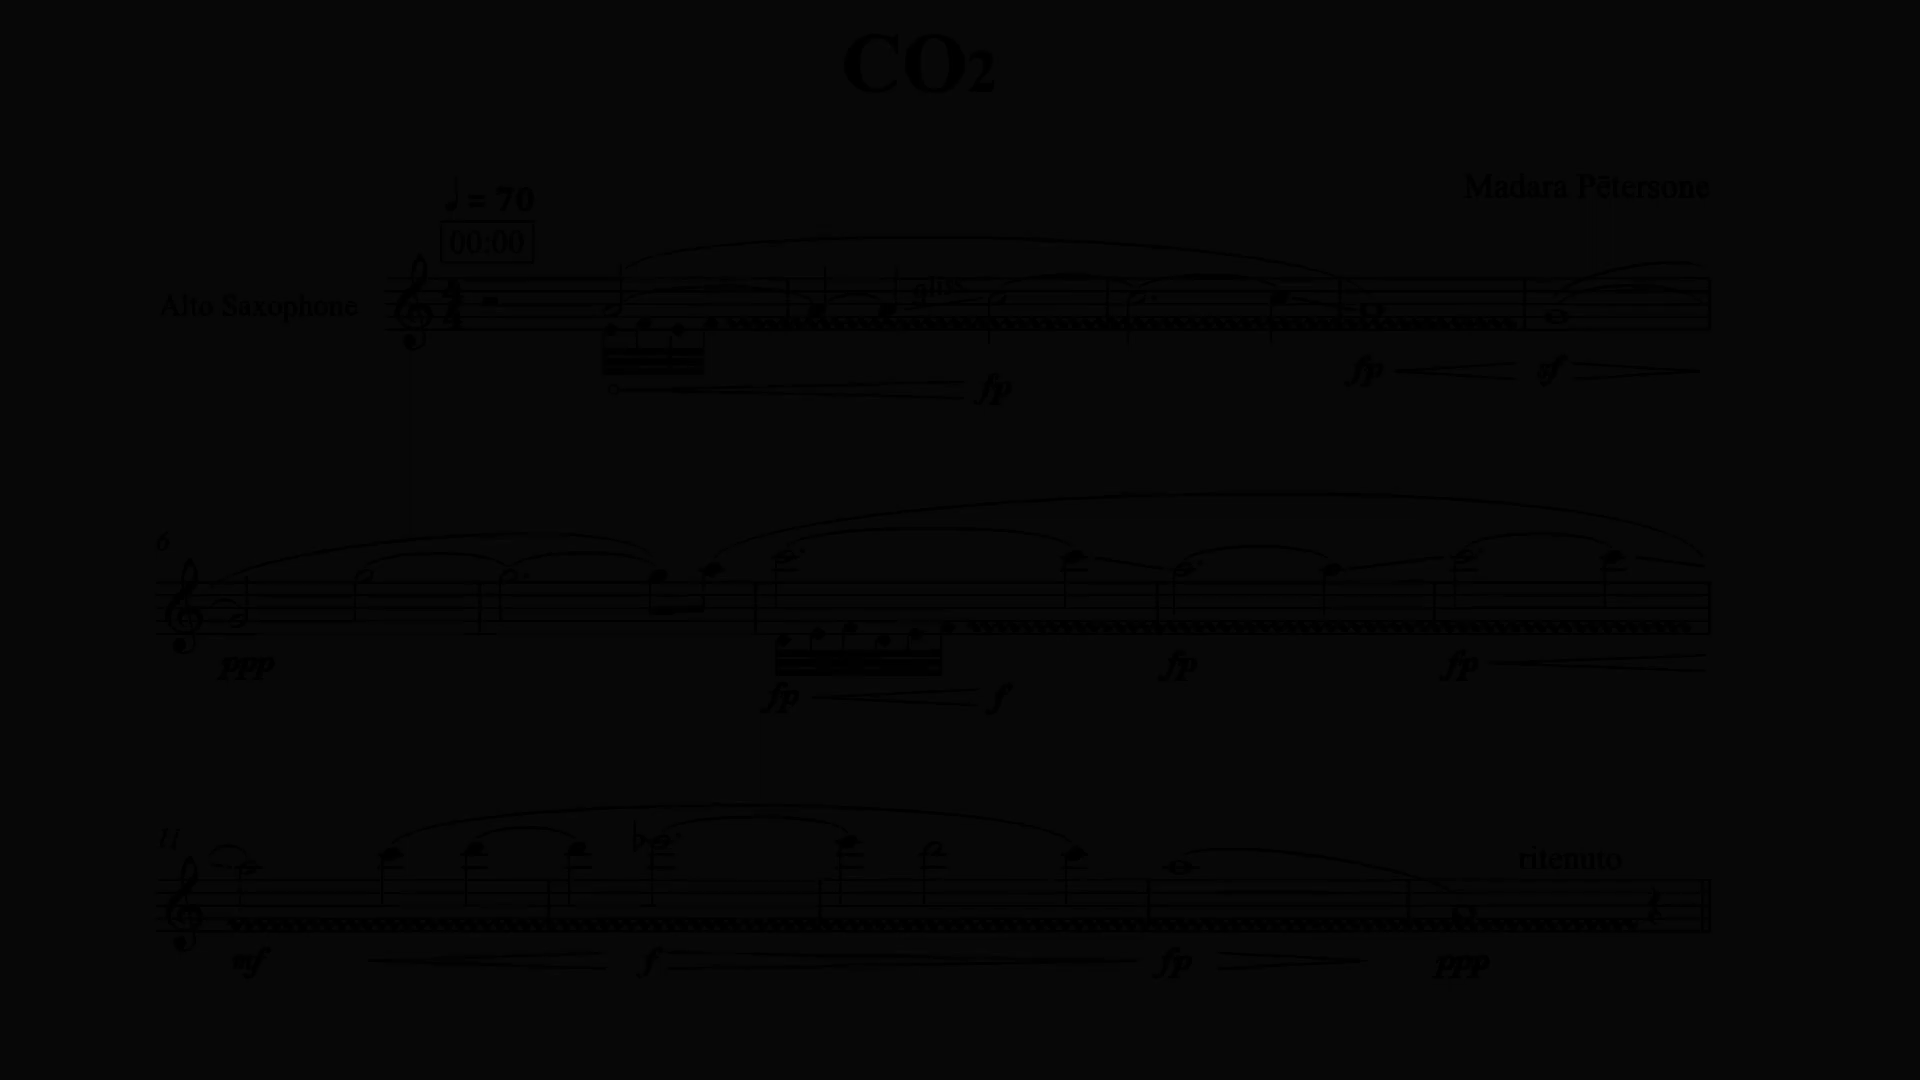 CO2
♩ = 70
Madara Pētersone
00:00
Alto Saxophone
gliss.
fp fp sf
6
ppp fp f fp fp
11
ritenuto
mf f fp ppp